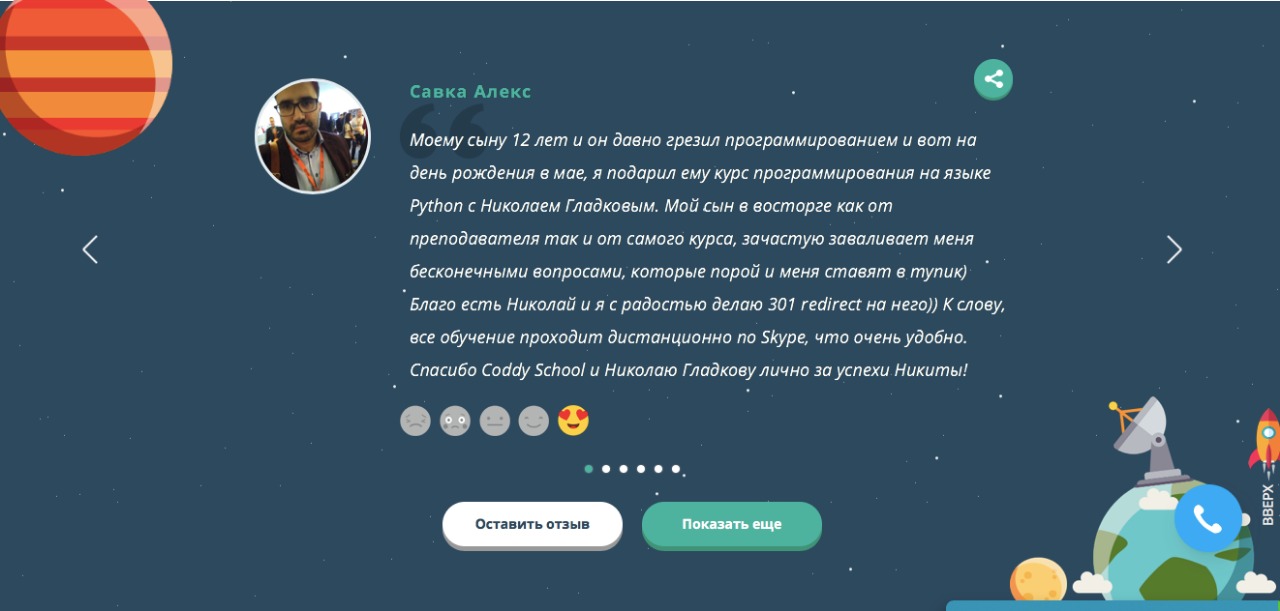 Савка Алекс
Моему сыну 12 лет и он давно грезил программированием и вот на
день рождения в мае, я подарил ему курс программирования на языке
Python с Николаем Гладковым. Мой сын в восторге как от
преподавателя так и от самого курса, зачастую заваливает меня
бесконечными вопросами, которые порой и меня ставят в тупик)
Благо есть Николай и я с радостью делаю 301 redirect на него)) К слову,
все обучение проходит дистанционно по Skype, что очень удобно.
Спасибо Coddy School и Николаю Гладкову лично за успехи Никиты!
Оставить отзыв
Показать еще
ВВЕРХ